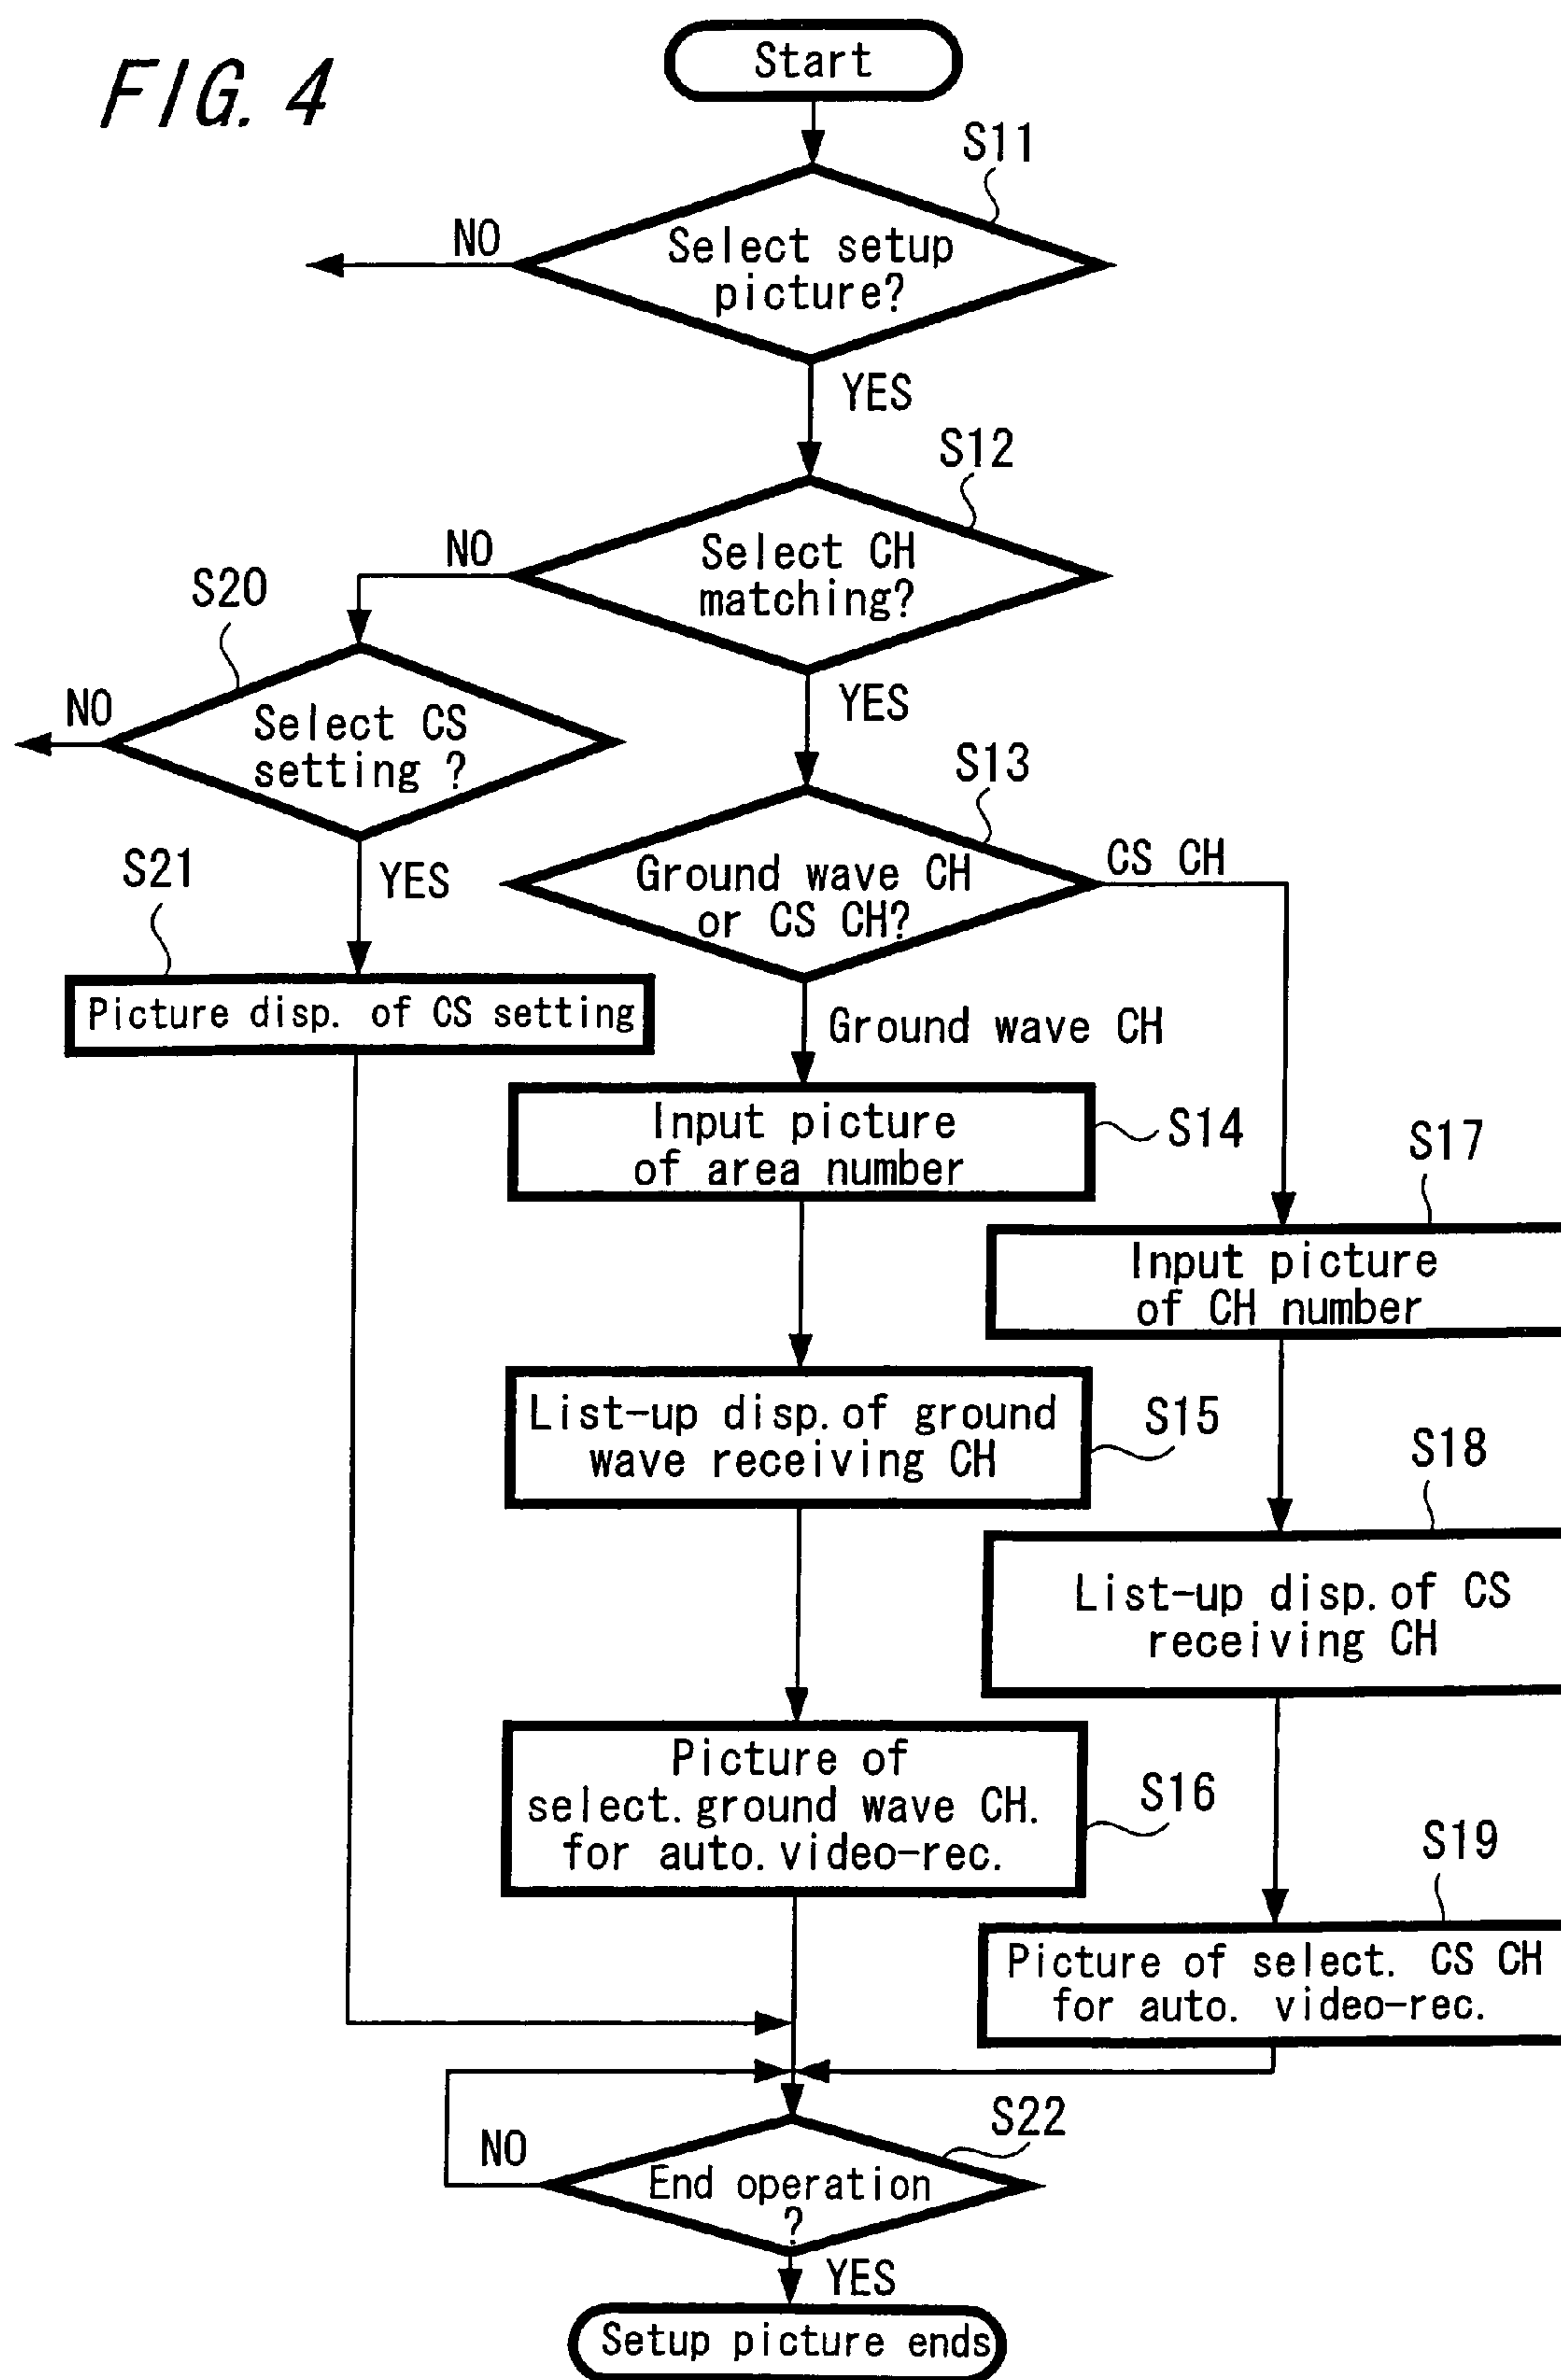 FIG. 4
Start
S11
Select setup
picture?
NO
YES
S12
Select CH
matching?
NO
YES
S20
Select CS
setting ?
NO
YES
S13
Ground wave CH
or CS CH?
CS CH
Ground wave CH
S21
Picture disp. of CS setting
Input picture
of area number
S14
S17
Input picture
of CH number
List-up disp. of ground
wave receiving CH
S15
S18
List-up disp. of CS
receiving CH
Picture of
select. ground wave CH.
for auto. video-rec.
S16
S19
Picture of select. CS CH
for auto. video-rec.
S22
End operation
?
NO
YES
Setup picture ends